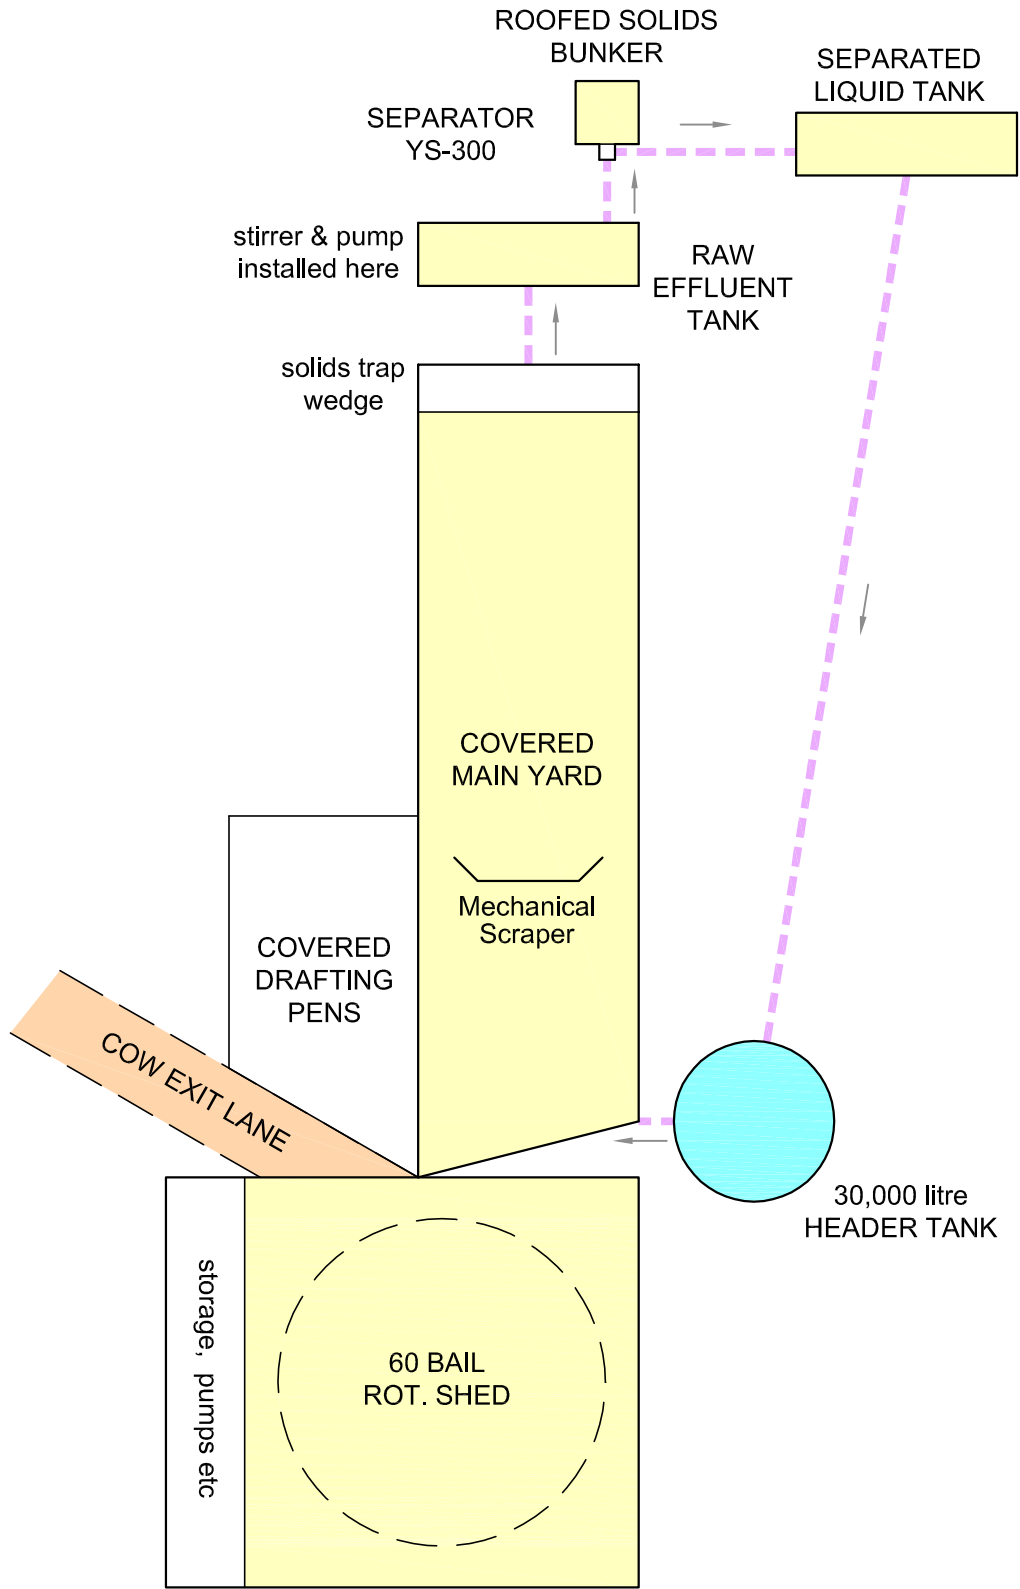 ROOFED SOLIDS
BUNKER
SEPARATED
LIQUID TANK
SEPARATOR
YS-300
stirrer & pump
installed here
RAW
EFFLUENT
TANK
solids trap
wedge
COVERED
MAIN YARD
Mechanical
Scraper
COVERED
DRAFTING
PENS
COW EXIT LANE
30,000 litre
HEADER TANK
storage, pumps etc
60 BAIL
ROT. SHED